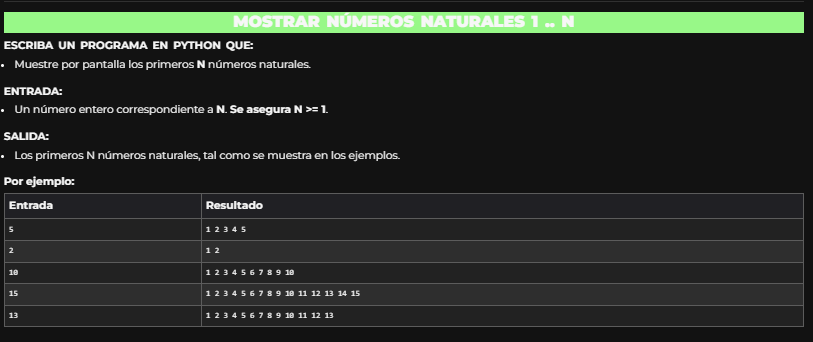 MOSTRAR NÚMEROS NATURALES 1 .. N
ESCRIBA UN PROGRAMA EN PYTHON QUE:
• Muestre por pantalla los primeros N números naturales.
ENTRADA:
• Un número entero correspondiente a N. Se asegura N >= 1.
SALIDA:
• Los primeros N números naturales, tal como se muestra en los ejemplos.
Por ejemplo:
Entrada Resultado
5 1 2 3 4 5
2 1 2
10 1 2 3 4 5 6 7 8 9 10
15 1 2 3 4 5 6 7 8 9 10 11 12 13 14 15
13 1 2 3 4 5 6 7 8 9 10 11 12 13